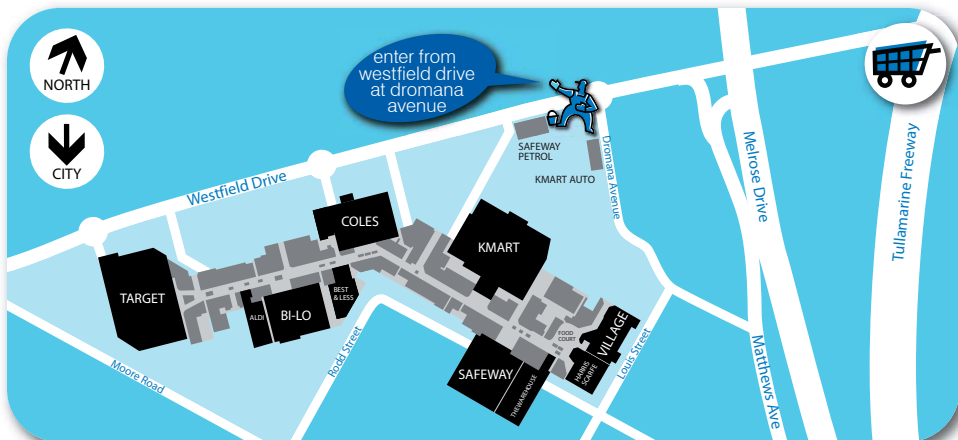 NORTH
CITY
enter from
westfield drive
at dromana
avenue
SAFEWAY
PETROL
KMART AUTO
Dromana Avenue
Melrose Drive
Tullamarine Freeway
Westfield Drive
COLES
KMART
TARGET
ALDI
BI-LO
BEST
& LESS
FOOD
COURT
VILLAGE
HARRIS
SCARFE
SAFEWAY
THEWAREHOUSE
Rodd Street
Louis Street
Moore Road
Matthews Ave